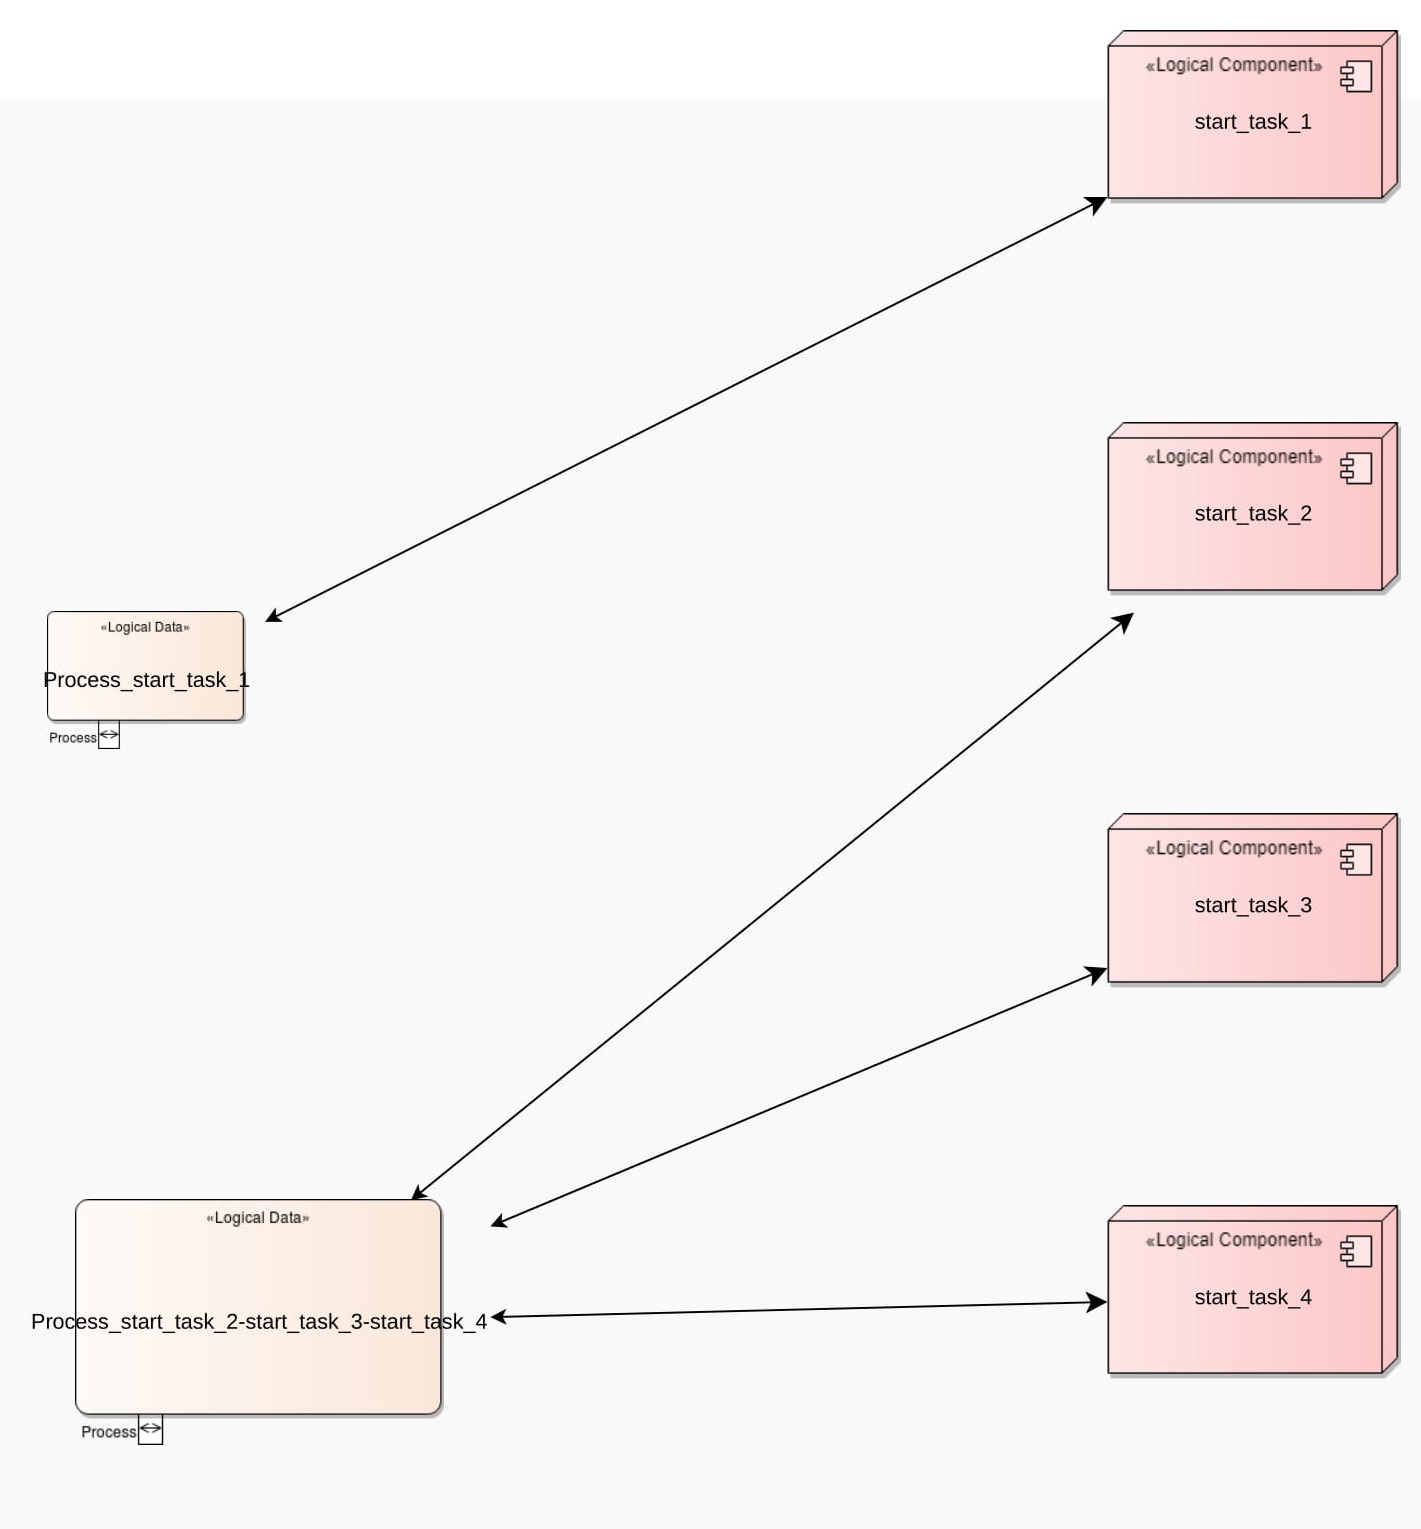 «Logical Component»
start_task_1
«Logical Component»
start_task_2
«Logical Data»
Process_start_task_1
Process
<>
«Logical Component»
start_task_3
«Logical Data»
Process_start_task_2-start_task_3-start_task_4
Process
<>
«Logical Component»
start_task_4